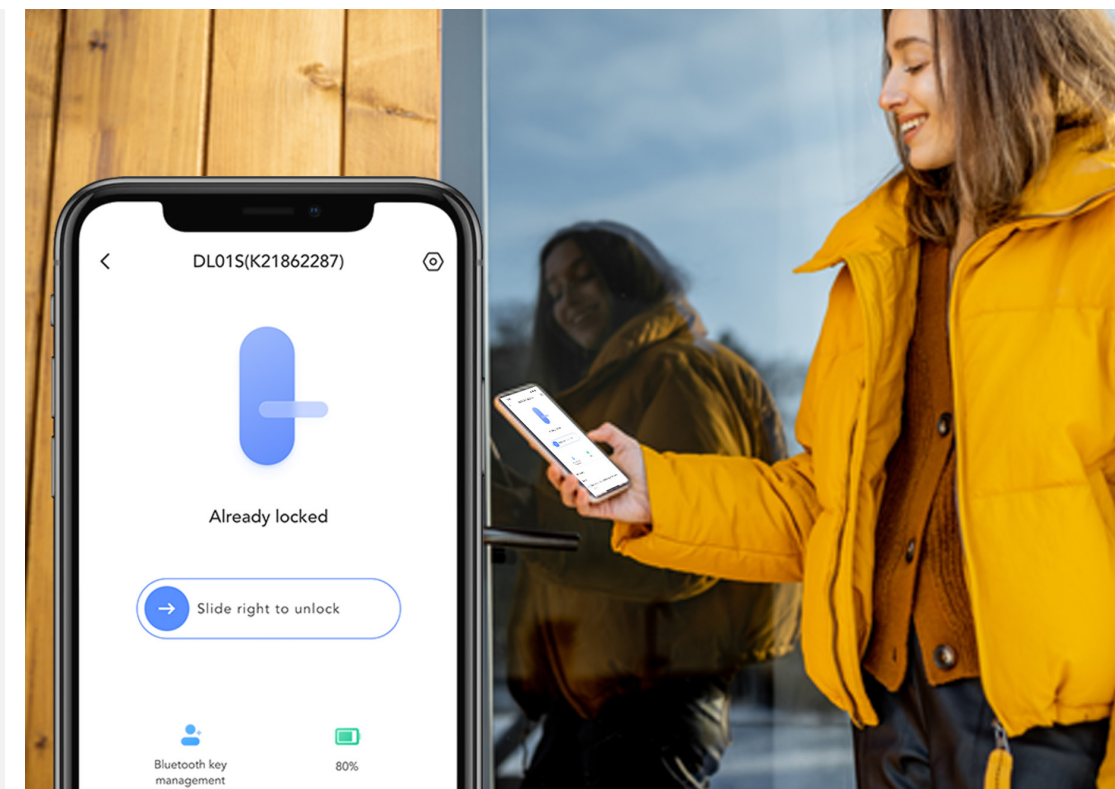 DL01S(K21862287)
Already locked
Slide right to unlock
Bluetooth key
management
80%